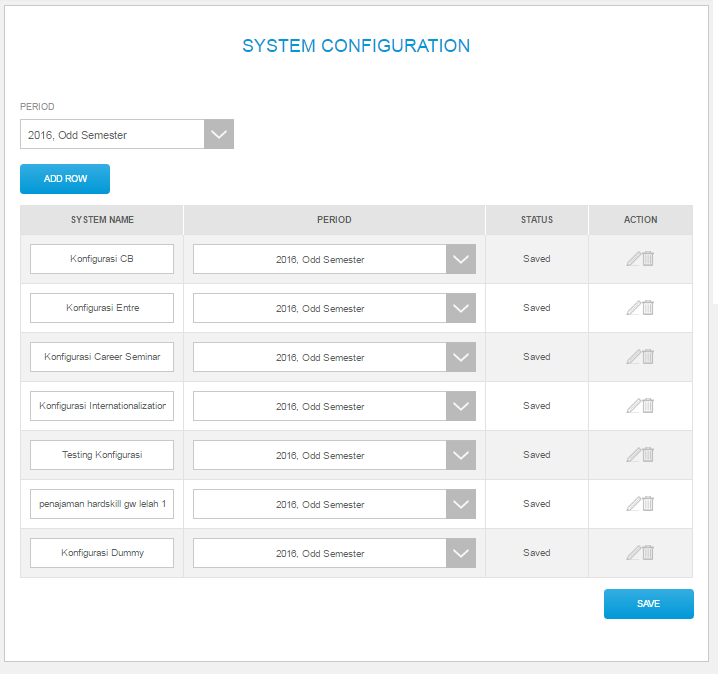 SYSTEM CONFIGURATION
PERIOD
2016, Odd Semester
ADD ROW
SYSTEM NAME PERIOD STATUS ACTION
Konfigurasi CB 2016, Odd Semester Saved
Konfigurasi Entre 2016, Odd Semester Saved
Konfigurasi Career Seminar 2016, Odd Semester Saved
Konfigurasi Internationalization 2016, Odd Semester Saved
Testing Konfigurasi 2016, Odd Semester Saved
penajaman hardskill gw lelah 1 2016, Odd Semester Saved
Konfigurasi Dummy 2016, Odd Semester Saved
SAVE